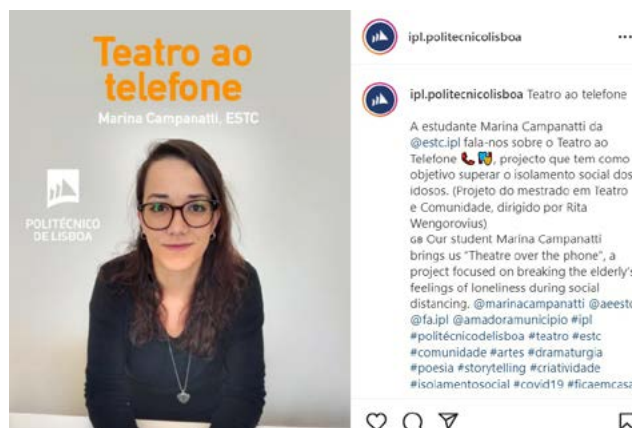 Teatro ao
telefone
Marina Campanatti, ESTC
POLITÉCNICO
DE LISBOA
ipl.politecnicolisboa
ipl.politecnicolisboa Teatro ao telefone
A estudante Marina Campanatti da
@estc.ipl fala-nos sobre o Teatro ao
Telefone 📞🎭, projecto que tem como
objetivo superar o isolamento social dos
idosos. (Projeto do mestrado em Teatro
e Comunidade, dirigido por Rita
Wengorovius)
GB Our student Marina Campanatti
brings us "Theatre over the phone", a
project focused on breaking the elderly's
feelings of loneliness during social
distancing. @marinacampanatti @aeestc
@fa.ipl @amadoramunicipio #ipl
#politécnicodelisboa #teatro #estc
#comunidade #artes #dramaturgia
#poesia #storytelling #criatividade
#isolamentosocial #covid19 #ficaemcasa